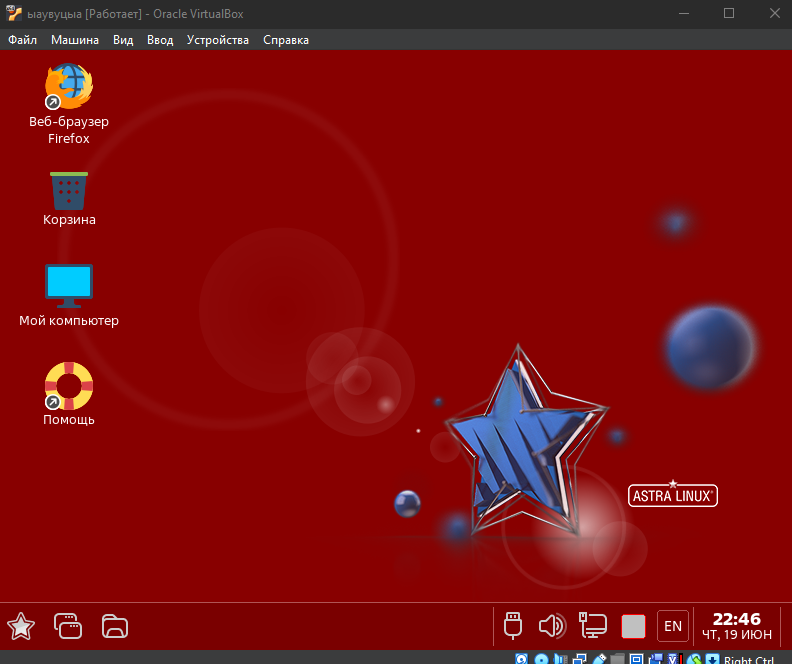 ыаувуцыа [Работает] - Oracle VirtualBox
Файл Машина Вид Ввод Устройства Справка
Веб-браузер
Firefox
Корзина
Мой компьютер
Помощь
ASTRA LINUX®
EN
22:46
ЧТ, 19 ИЮН
Right Ctrl